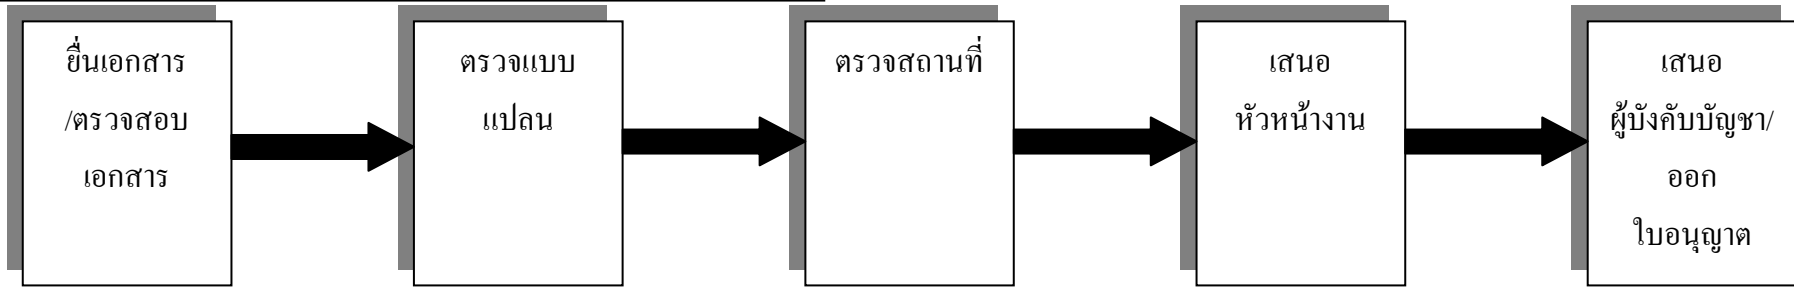 ยื่นเอกสาร
/ตรวจสอบ
เอกสาร
ตรวจแบบ
แปลน
ตรวจสถานที่
เสนอ
หัวหน้างาน
เสนอ
ผู้บังคับบัญชา/
ออก
ใบอนุญาต